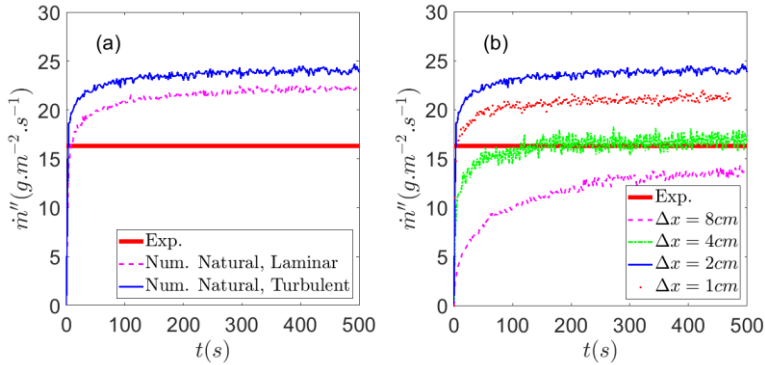 (a)
30
25
20
15
10
5
0
ṁ″(g.m⁻².s⁻¹)
Exp.
Num. Natural, Laminar
Num. Natural, Turbulent
0 100 200 300 400 500
t(s)
(b)
30
25
20
15
10
5
0
ṁ″(g.m⁻².s⁻¹)
Exp.
Δx = 8cm
Δx = 4cm
Δx = 2cm
Δx = 1cm
0 100 200 300 400 500
t(s)